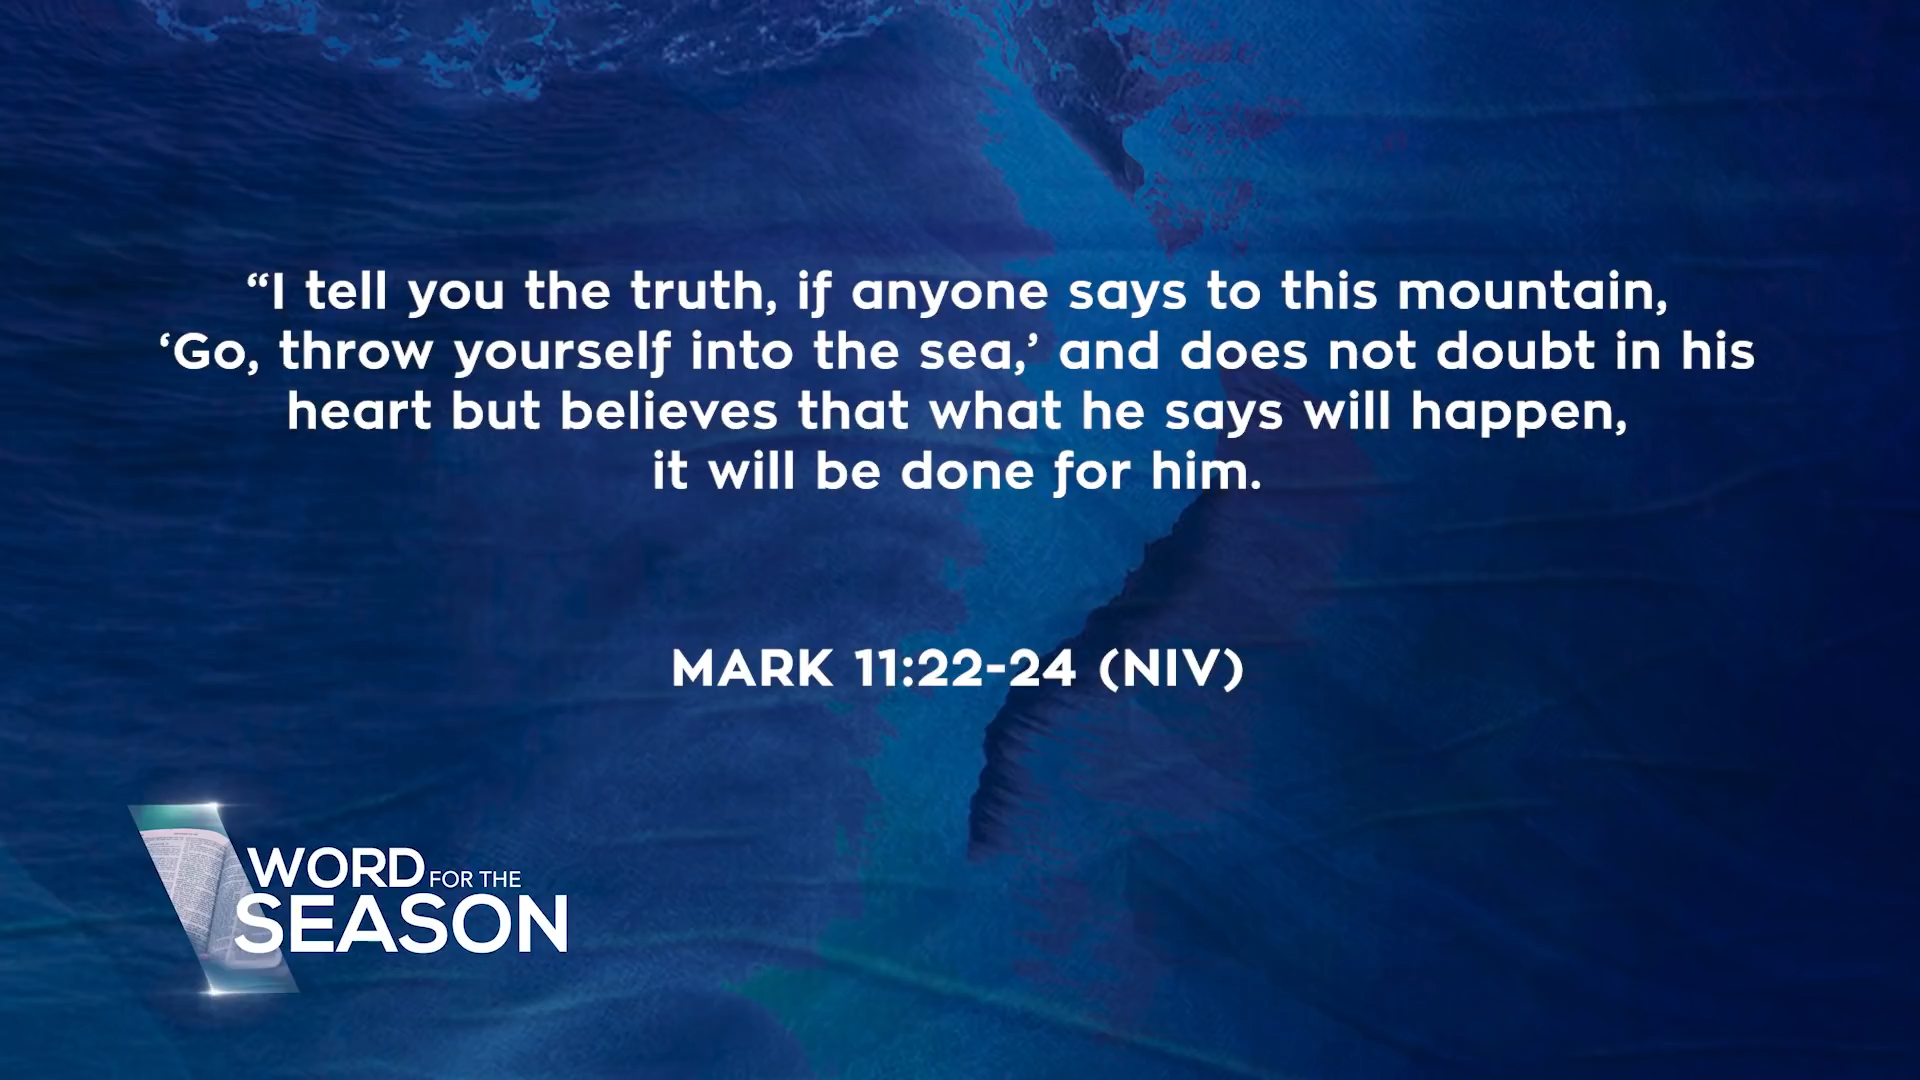 “I tell you the truth, if anyone says to this mountain,
‘Go, throw yourself into the sea,’ and does not doubt in his
heart but believes that what he says will happen,
it will be done for him.
MARK 11:22-24 (NIV)
WORD FOR THE
SEASON